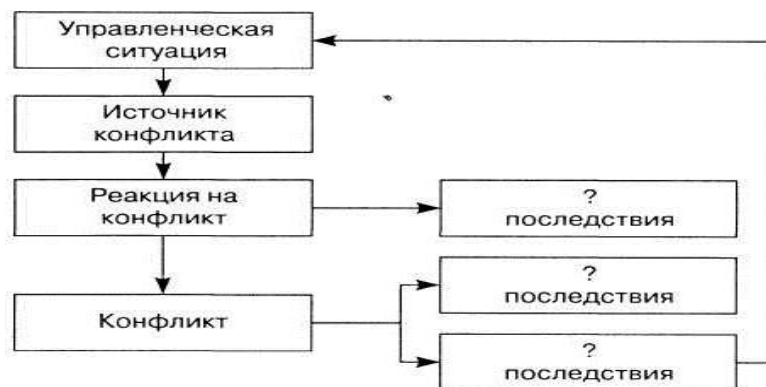 Управленческая
ситуация
Источник
конфликта
Реакция на
конфликт
?
последствия
?
последствия
Конфликт
?
последствия